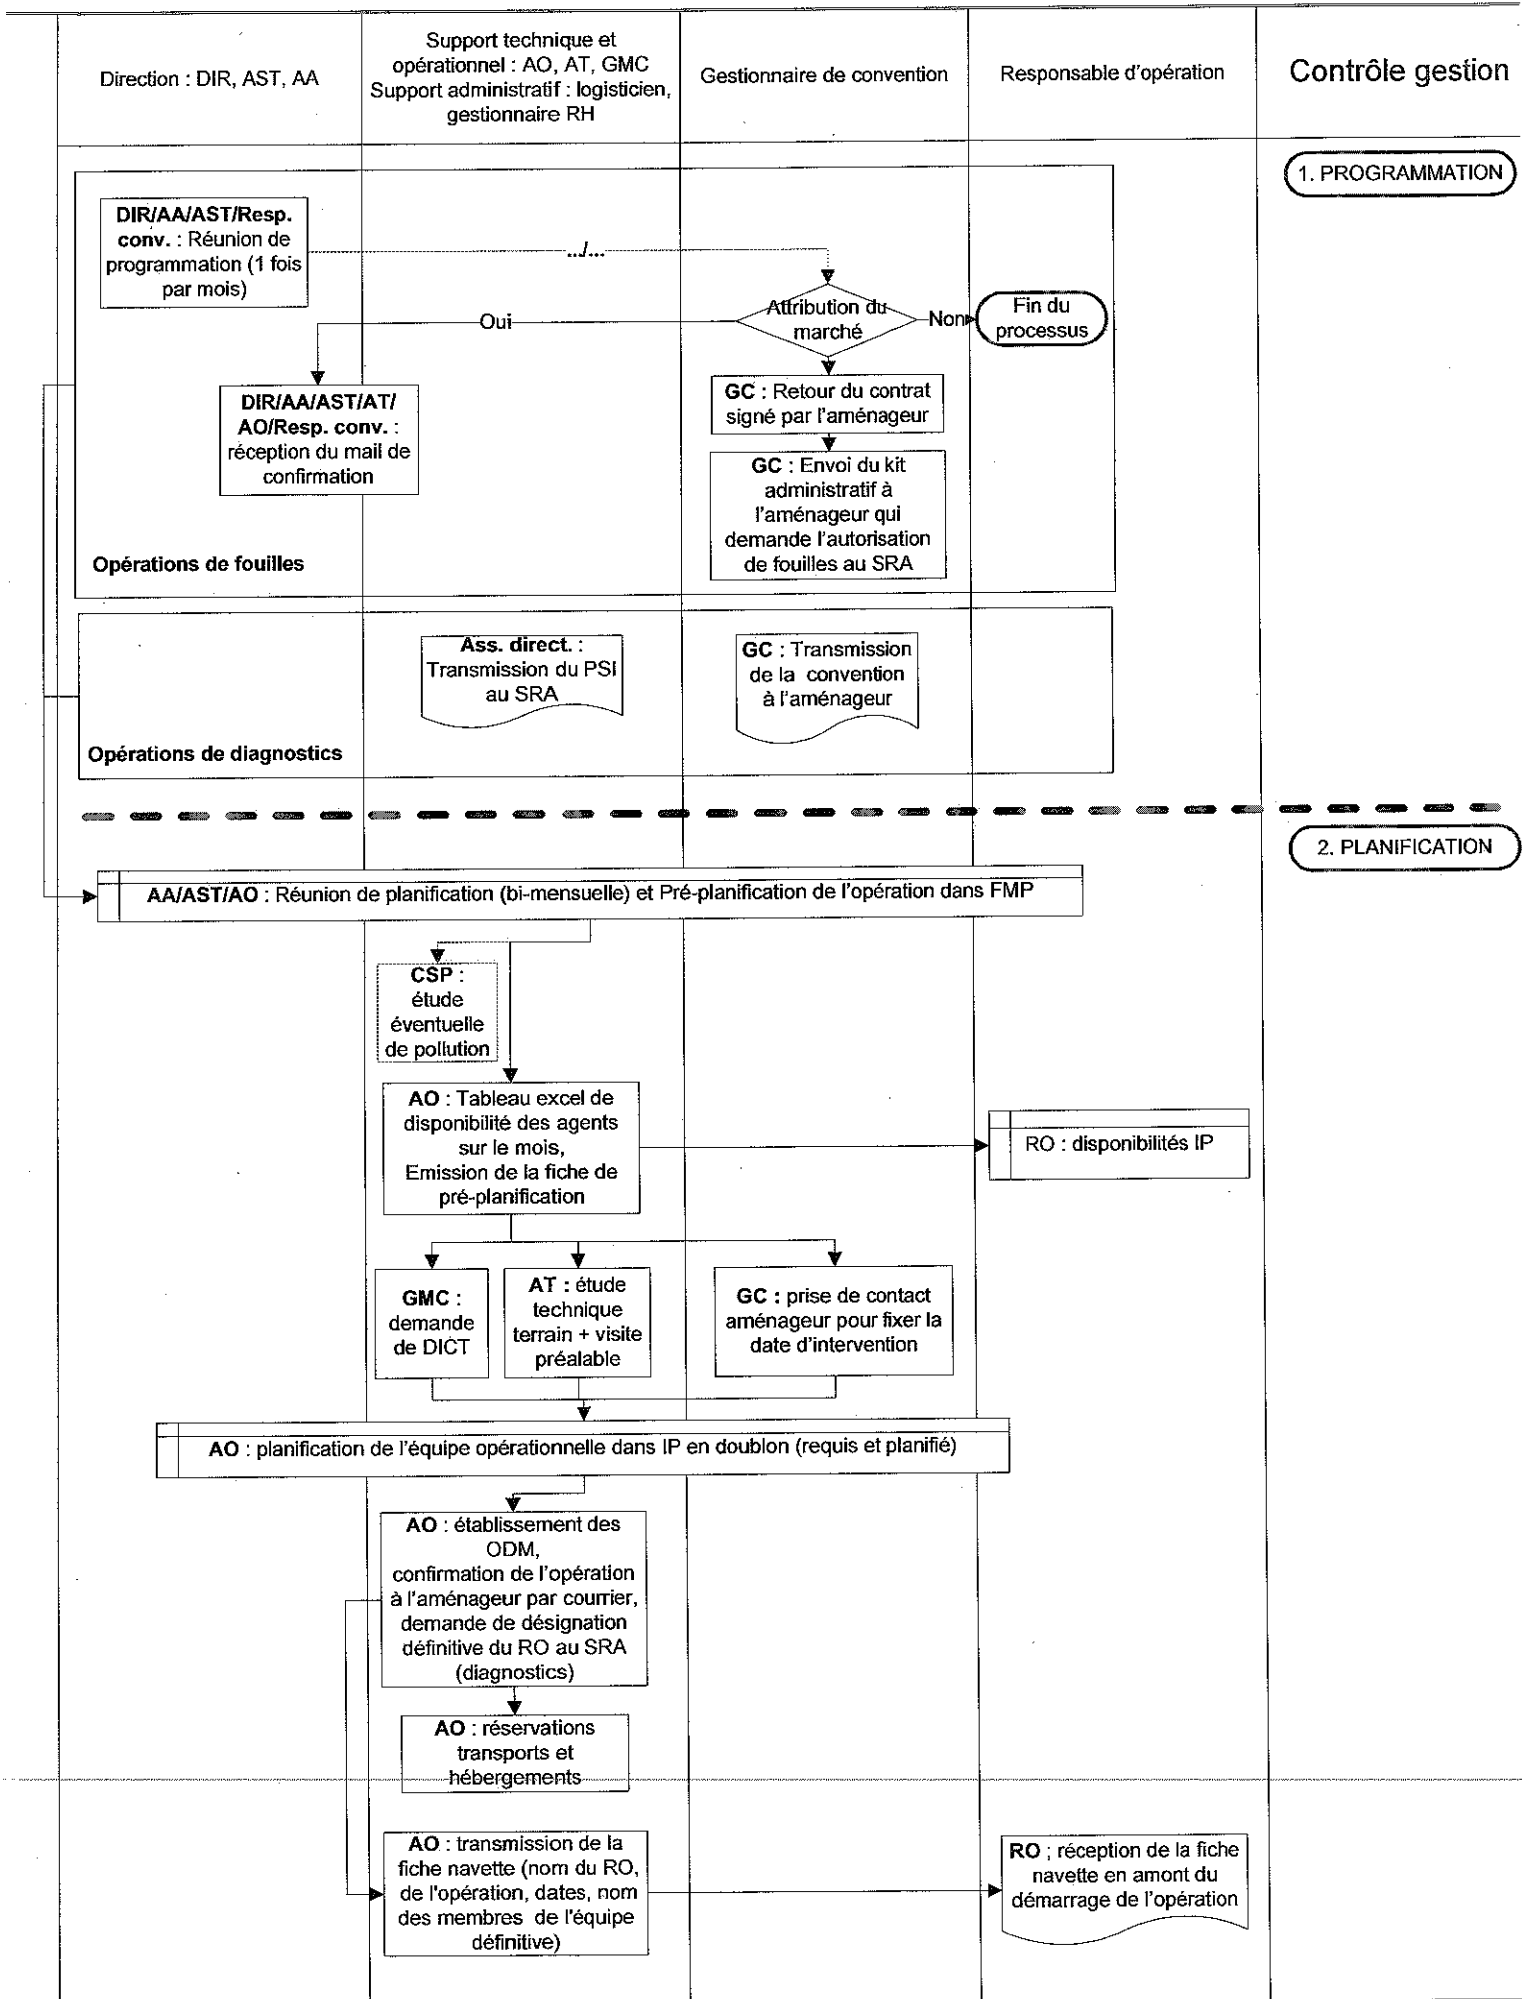 Direction : DIR, AST, AA
Support technique et
opérationnel : AO, AT, GMC
Support administratif : logisticien,
gestionnaire RH
Gestionnaire de convention
Responsable d'opération
Contrôle gestion
1. PROGRAMMATION
DIR/AA/AST/Resp.
conv. : Réunion de
programmation (1 fois
par mois)
.../...
Attribution du
marché
Oui
Non
Fin du
processus
DIR/AA/AST/AT/
AO/Resp. conv. :
réception du mail de
confirmation
GC : Retour du contrat
signé par l'aménageur
GC : Envoi du kit
administratif à
l'aménageur qui
demande l'autorisation
de fouilles au SRA
Opérations de fouilles
Ass. direct. :
Transmission du PSI
au SRA
GC : Transmission
de la convention
à l'aménageur
Opérations de diagnostics
2. PLANIFICATION
AA/AST/AO : Réunion de planification (bi-mensuelle) et Pré-planification de l'opération dans FMP
CSP :
étude
éventuelle
de pollution
AO : Tableau excel de
disponibilité des agents
sur le mois,
Emission de la fiche de
pré-planification
RO : disponibilités IP
GMC :
demande
de DICT
AT : étude
technique
terrain + visite
préalable
GC : prise de contact
aménageur pour fixer la
date d'intervention
AO : planification de l'équipe opérationnelle dans IP en doublon (requis et planifié)
AO : établissement des
ODM,
confirmation de l'opération
à l'aménageur par courrier,
demande de désignation
définitive du RO au SRA
(diagnostics)
AO : réservations
transports et
hébergements
AO : transmission de la
fiche navette (nom du RO,
de l'opération, dates, nom
des membres de l'équipe
définitive)
RO ; réception de la fiche
navette en amont du
démarrage de l'opération